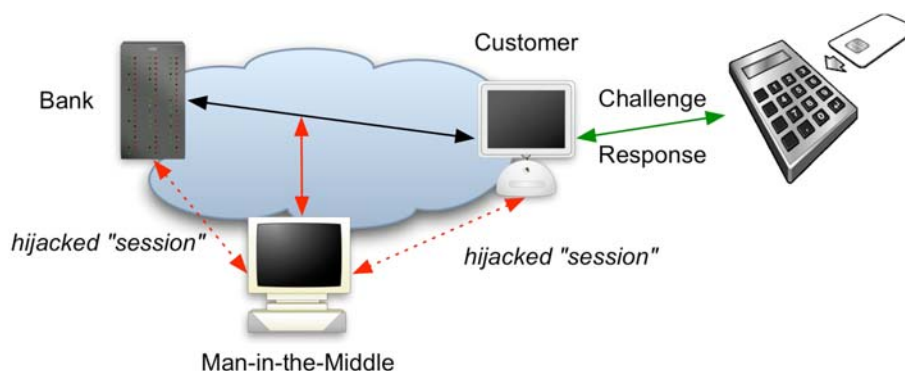 Customer
Bank
Challenge
Response
hijacked "session"
hijacked "session"
Man-in-the-Middle